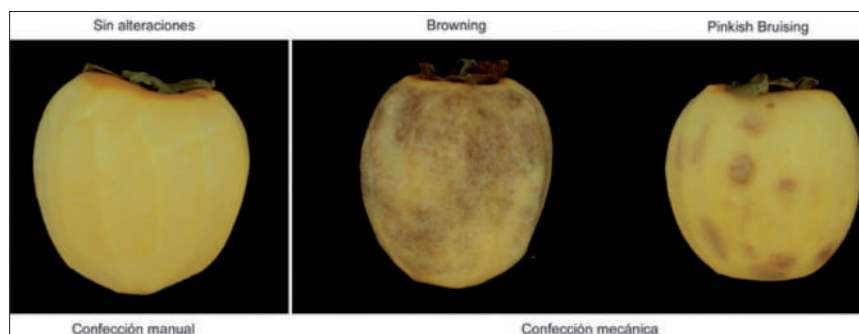 Sin alteraciones
Browning
Pinkish Bruising
Confección manual
Confección mecánica